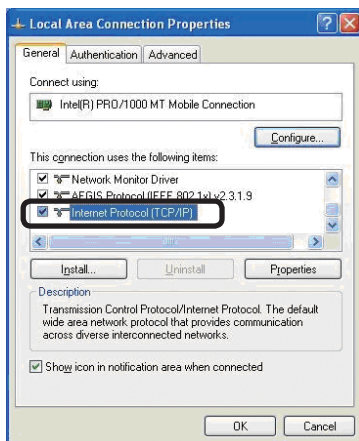 Local Area Connection Properties
General Authentication Advanced
Connect using:
Intel(R) PRO/1000 MT Mobile Connection
Configure...
This connection uses the following items:
Network Monitor Driver
AEGIS Protocol (IEEE 802.1x) v2.3.1.9
Internet Protocol (TCP/IP)
Install... Uninstall Properties
Description
Transmission Control Protocol/Internet Protocol. The default
wide area network protocol that provides communication
across diverse interconnected networks.
Show icon in notification area when connected
OK Cancel